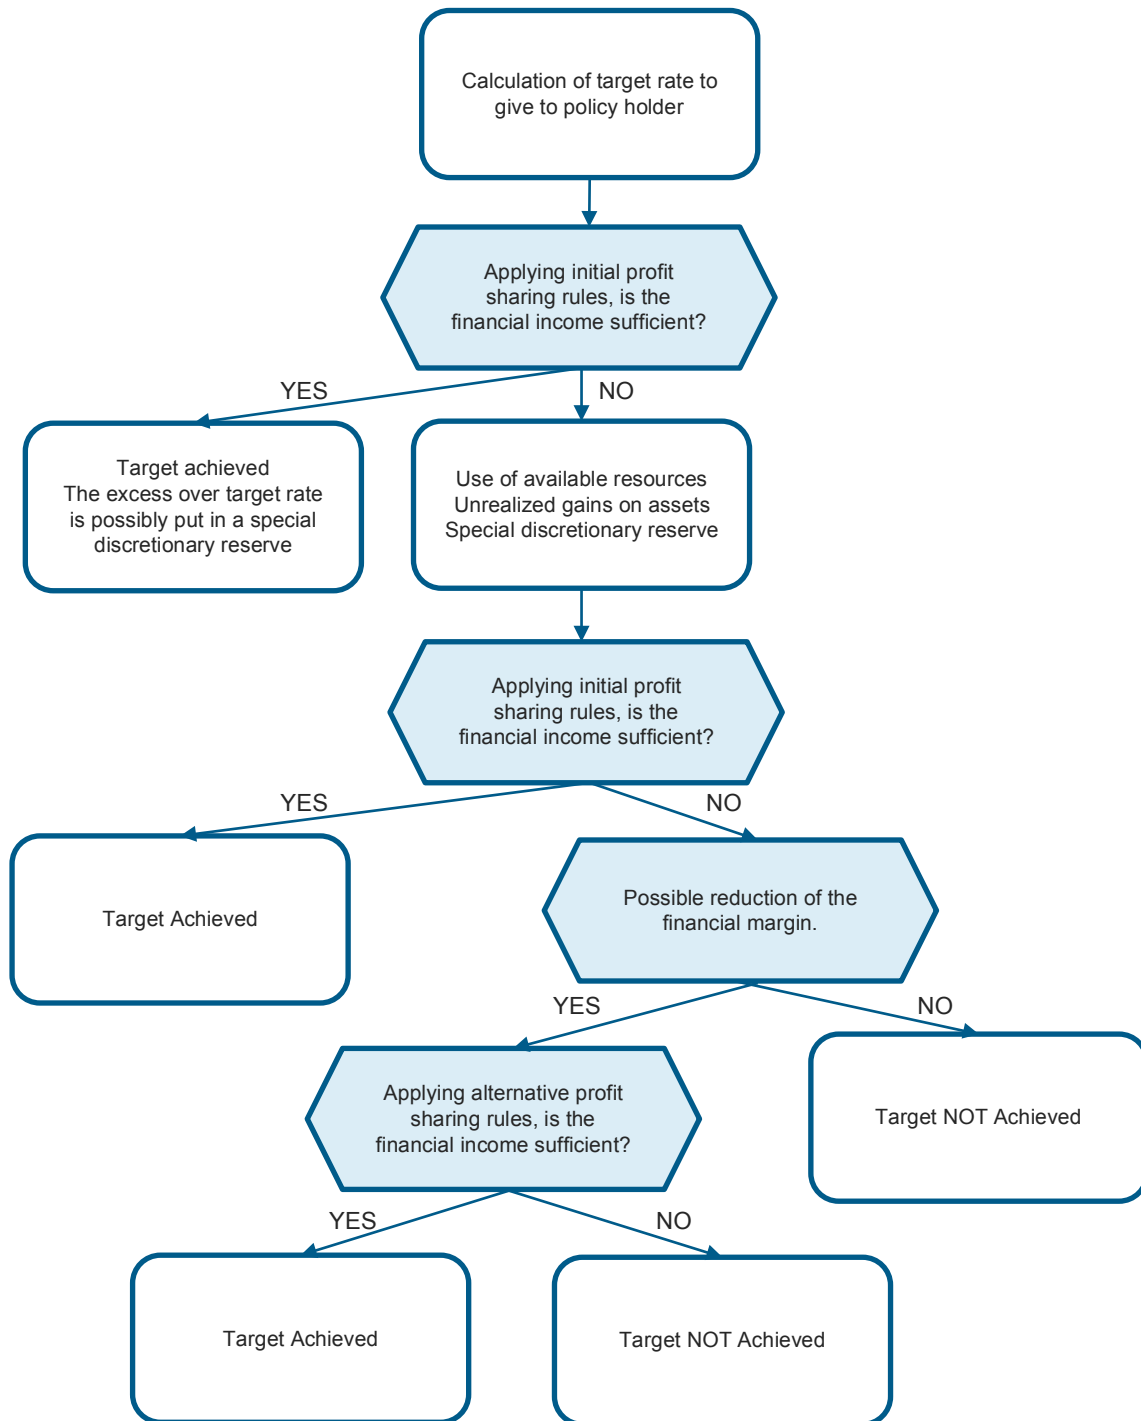 Calculation of target rate to
give to policy holder
Applying initial profit
sharing rules, is the
financial income sufficient?
YES
NO
Target achieved
The excess over target rate
is possibly put in a special
discretionary reserve
Use of available resources
Unrealized gains on assets
Special discretionary reserve
Applying initial profit
sharing rules, is the
financial income sufficient?
YES
NO
Target Achieved
Possible reduction of the
financial margin.
YES
NO
Applying alternative profit
sharing rules, is the
financial income sufficient?
Target NOT Achieved
YES
NO
Target Achieved
Target NOT Achieved